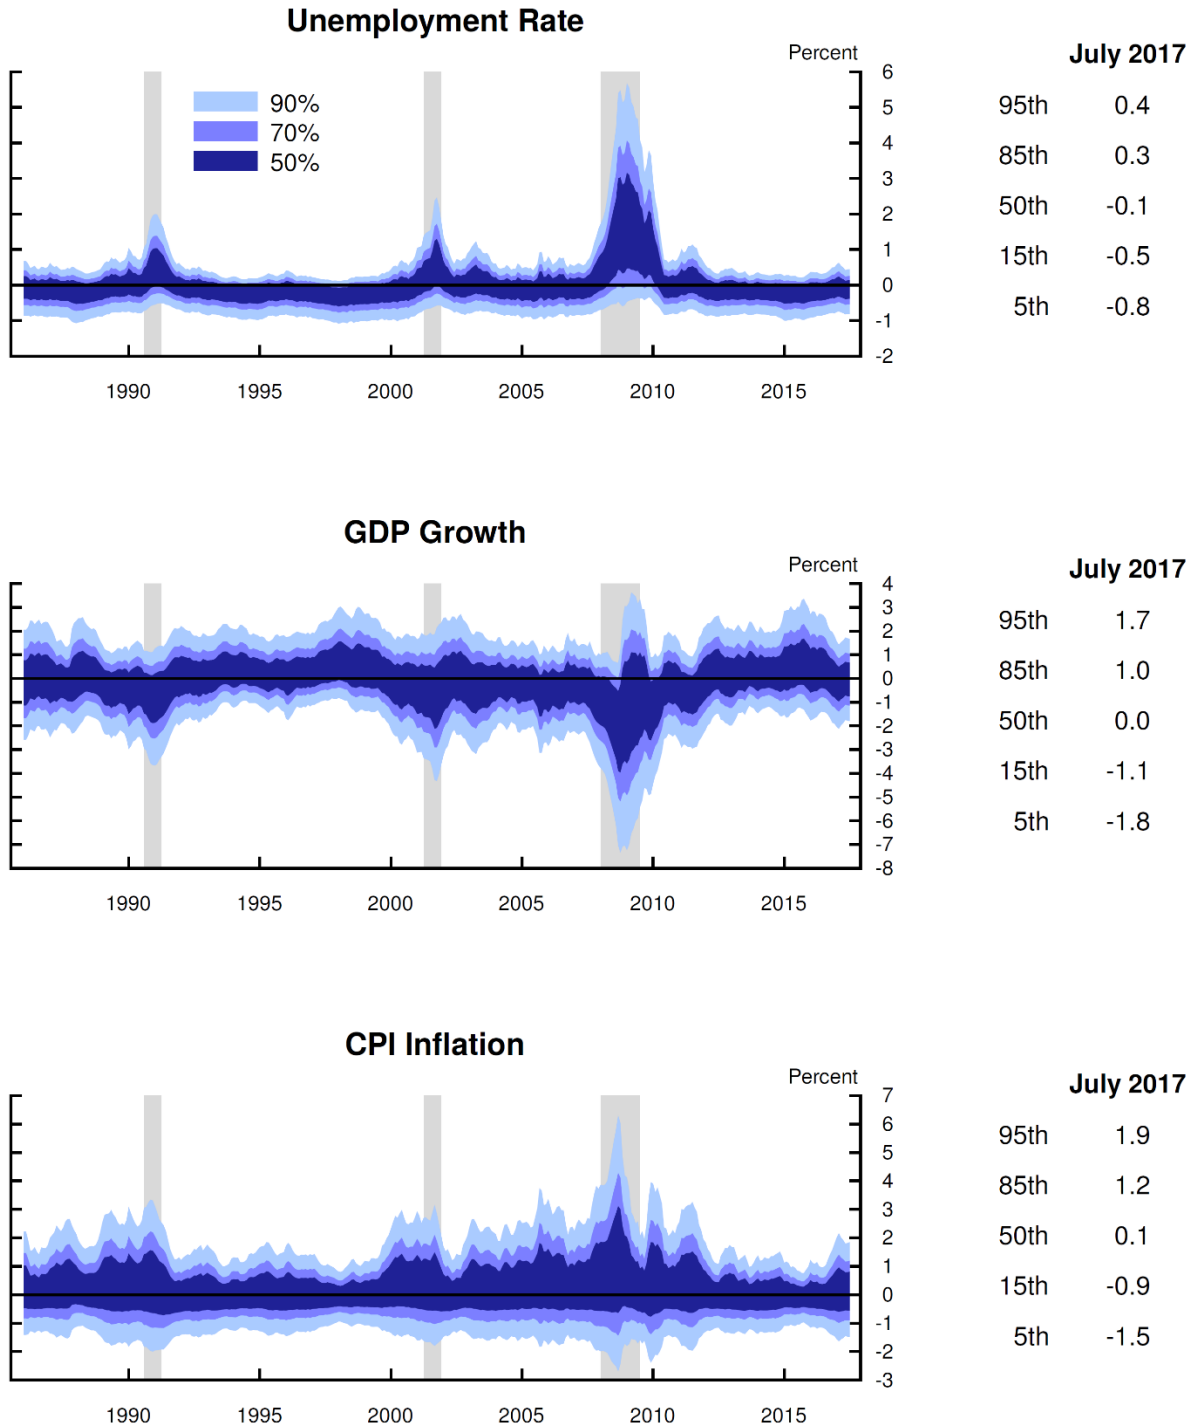 Unemployment Rate
Percent
July 2017
6
5
4
3
2
1
0
-1
-2
90%
70%
50%
95th 0.4
85th 0.3
50th -0.1
15th -0.5
5th -0.8
1990 1995 2000 2005 2010 2015
GDP Growth
Percent
July 2017
4
3
2
1
0
-1
-2
-3
-4
-5
-6
-7
-8
95th 1.7
85th 1.0
50th 0.0
15th -1.1
5th -1.8
1990 1995 2000 2005 2010 2015
CPI Inflation
Percent
July 2017
7
6
5
4
3
2
1
0
-1
-2
-3
95th 1.9
85th 1.2
50th 0.1
15th -0.9
5th -1.5
1990 1995 2000 2005 2010 2015